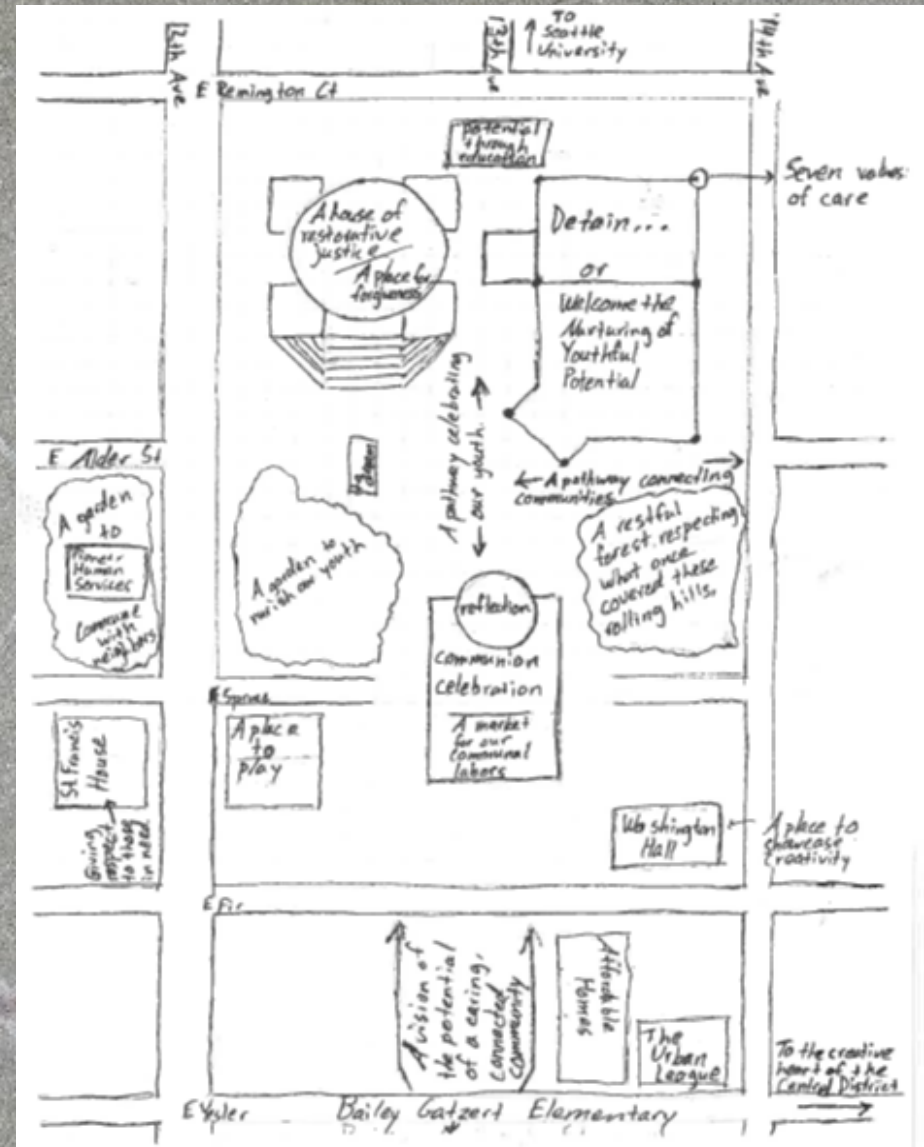 12th Ave
13th Ave
TO
Seattle
University
14th Ave
E Remington Ct
potential
through
education
Seven values
of care
A house of
restorative
justice
A place for
forgiveness
Detain...
or
Welcome the
Nurturing of
Youthful
Potential
A pathway celebrating
our youth.
E Alder St
A pathway connecting
communities
A garden
to
Pioneer
Human
Services
Commune
with
neighbors
A garden to
our youth
A restful
forest, respecting
what once
covered these
rolling hills.
reflection
communion
celebration
A market
for our
communal
labors
E Spruce
A place
to
play
St Francis
House
Giving
respect
to those
in need
Washington
Hall
A place to
showcase
creativity
E Fir
A vision of
the potential
of a caring,
connected
community
Affordable
Homes
The
Urban
League
To the creative
heart of the
Central District
E Yesler
Bailey Gatzert Elementary